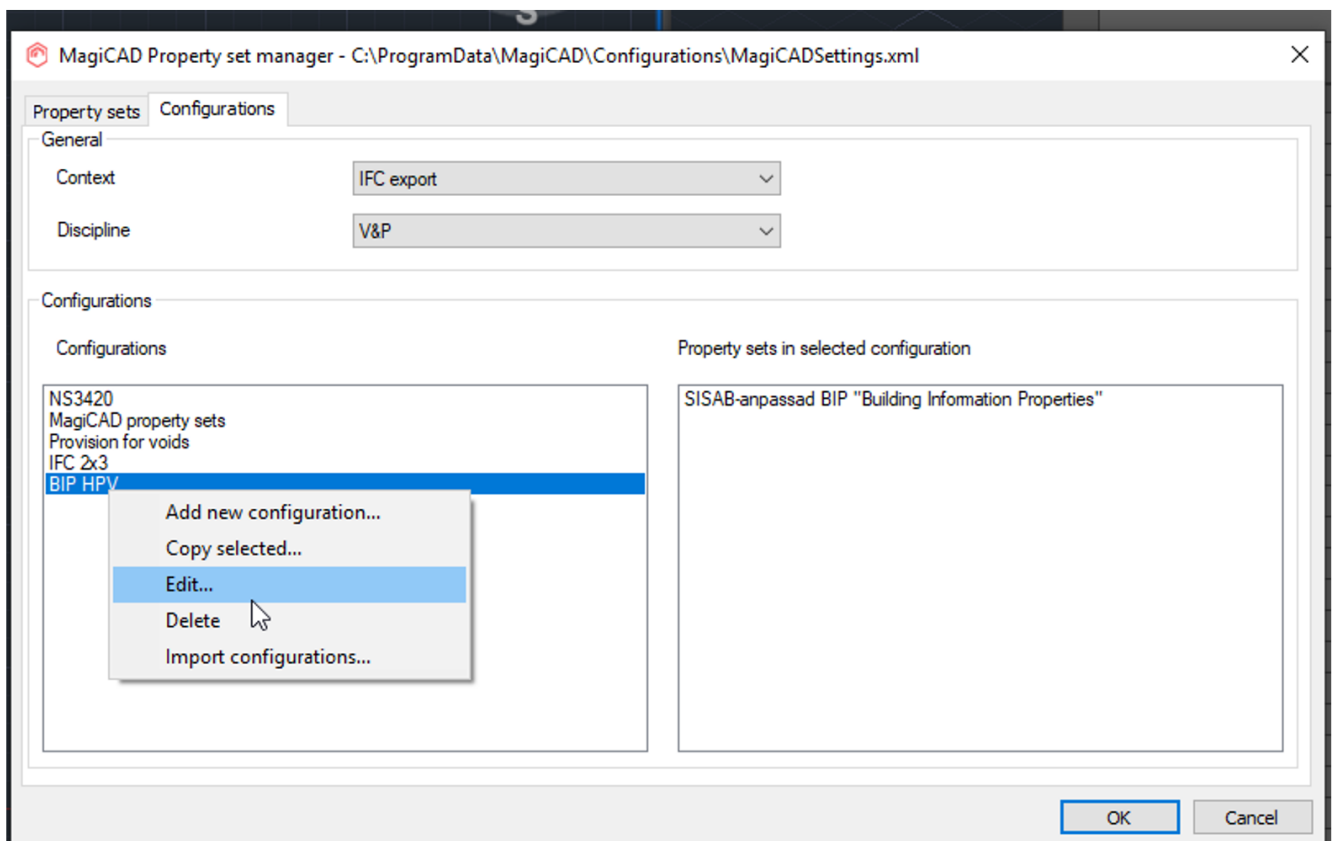 S
MagiCAD Property set manager - C:\ProgramData\MagiCAD\Configurations\MagiCADSettings.xml
Property sets
Configurations
General
Context
IFC export
Discipline
V&P
Configurations
Configurations
Property sets in selected configuration
NS3420
MagiCAD property sets
Provision for voids
IFC 2x3
BIP HPV
SISAB-anpassad BIP "Building Information Properties"
Add new configuration...
Copy selected...
Edit...
Delete
Import configurations...
OK
Cancel